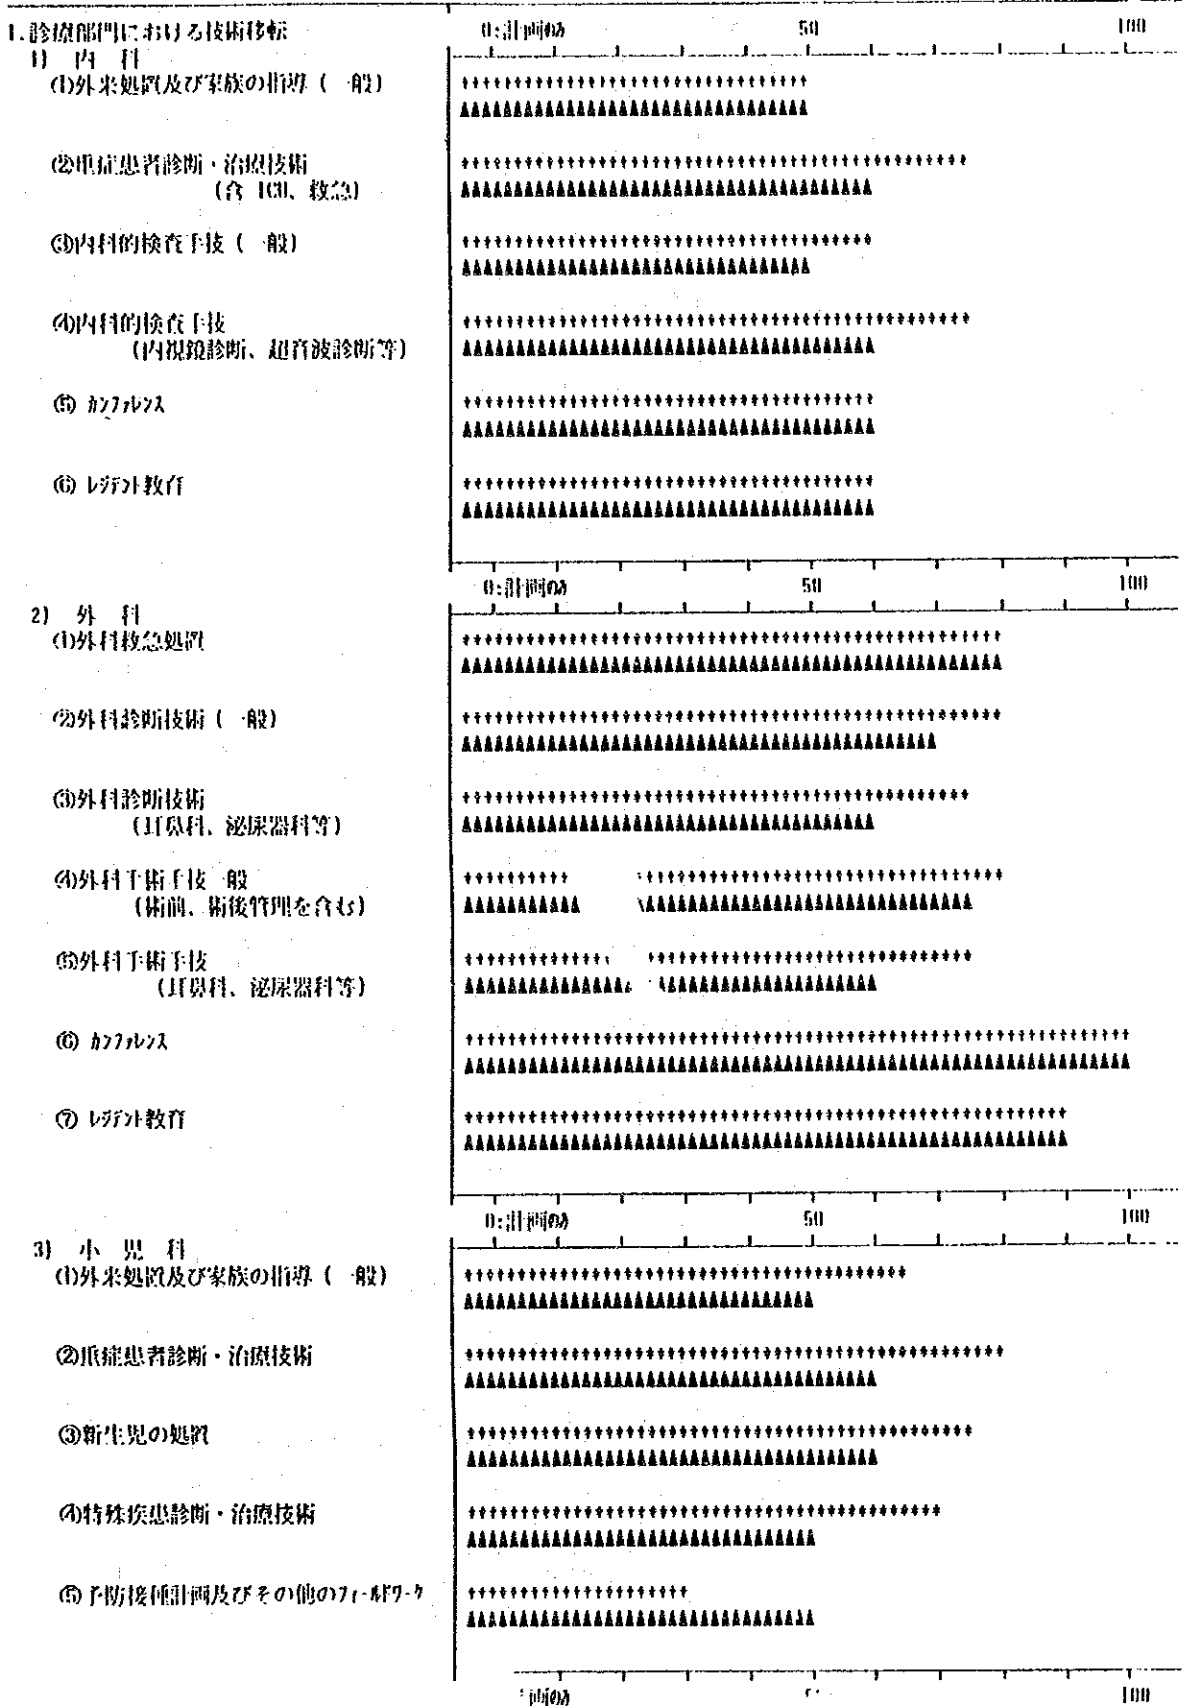 1.診療部門における技術移転
0:計画のみ 50 100
1) 内 科
(1)外来処置及び家族の指導(一般)
②重症患者診断・治療技術
(含 ICU、救急)
③内科的検査手技(一般)
④内科的検査手技
(内視鏡診断、超音波診断等)
⑤ カンファレンス
⑥ レジデント教育
0:計画のみ 50 100
2) 外 科
(1)外科救急処置
②外科診断技術(一般)
③外科診断技術
(耳鼻科、泌尿器科等)
④外科手術手技一般
(術前、術後管理を含む)
⑤外科手術手技
(耳鼻科、泌尿器科等)
⑥ カンファレンス
⑦ レジデント教育
0:計画のみ 50 100
3) 小 児 科
(1)外来処置及び家族の指導(一般)
②重症患者診断・治療技術
③新生児の処置
④特殊疾患診断・治療技術
⑤予防接種計画及びその他のフィールドワーク
100